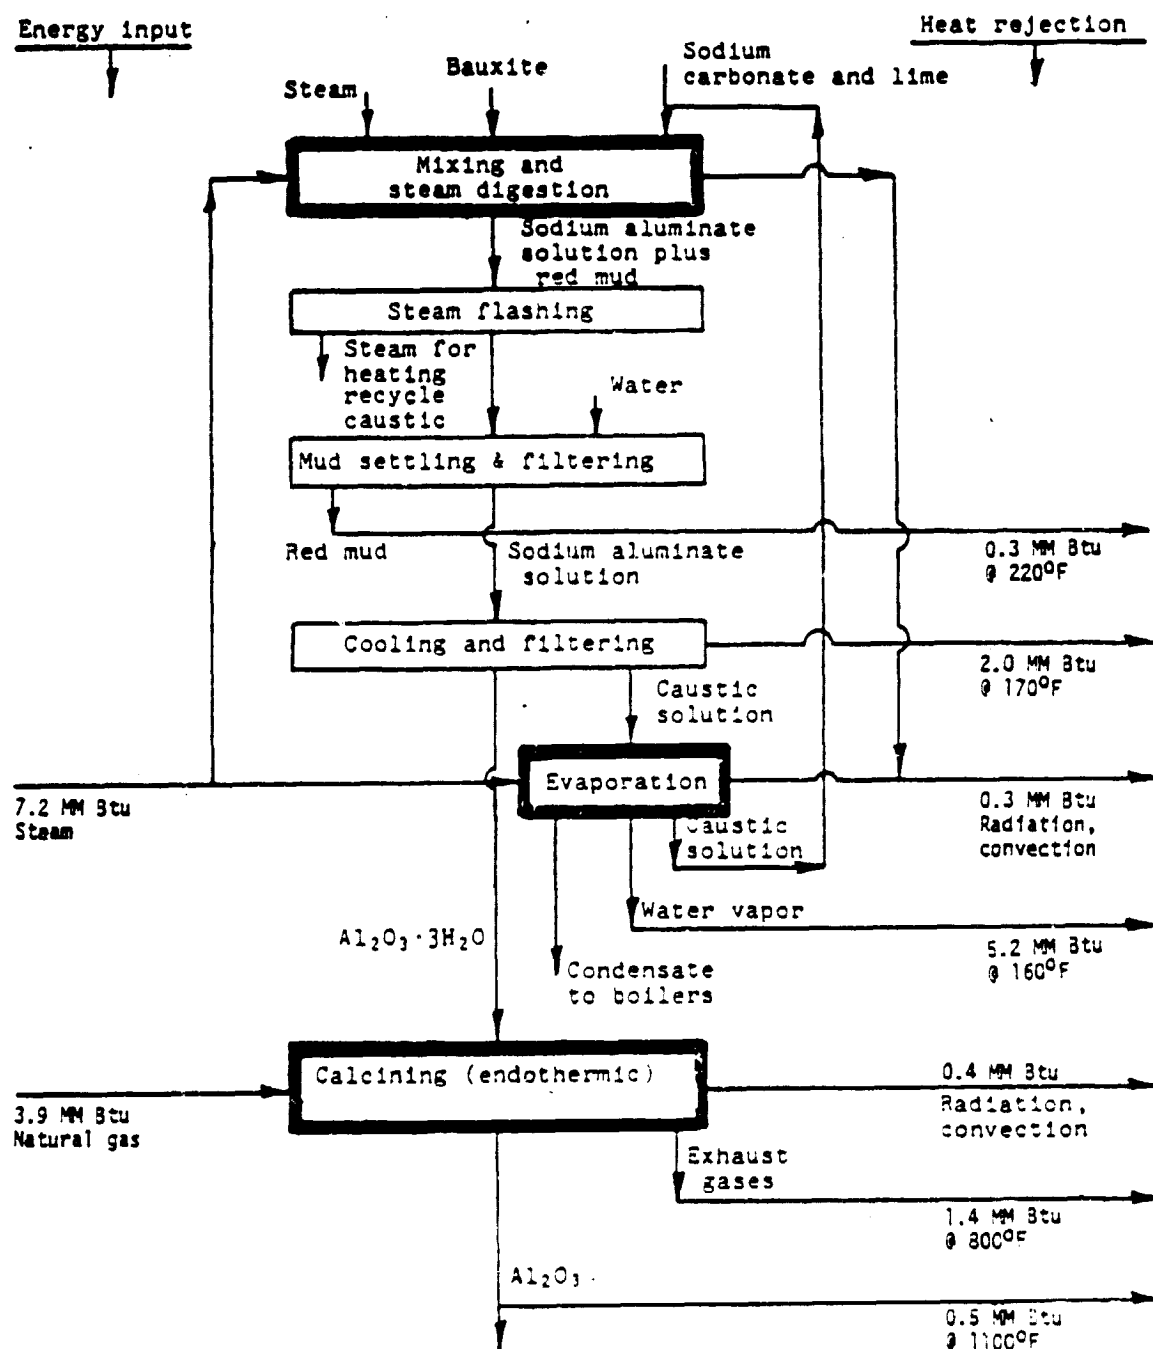 Energy input
Heat rejection
Steam
Bauxite
Sodium
carbonate and lime
Mixing and
steam digestion
Sodium aluminate
solution plus
red mud
Steam flashing
Steam for
heating
recycle
caustic
Water
Mud settling & filtering
Red mud
Sodium aluminate
solution
0.3 MM Btu
@ 220°F
Cooling and filtering
2.0 MM Btu
@ 170°F
Caustic
solution
Evaporation
7.2 MM Btu
Steam
0.3 MM Btu
Radiation,
convection
Caustic
solution
Water vapor
5.2 MM Btu
@ 160°F
Al₂O₃·3H₂O
Condensate
to boilers
Calcining (endothermic)
3.9 MM Btu
Natural gas
0.4 MM Btu
Radiation,
convection
Exhaust
gases
1.4 MM Btu
@ 800°F
Al₂O₃
0.5 MM Btu
@ 1100°F